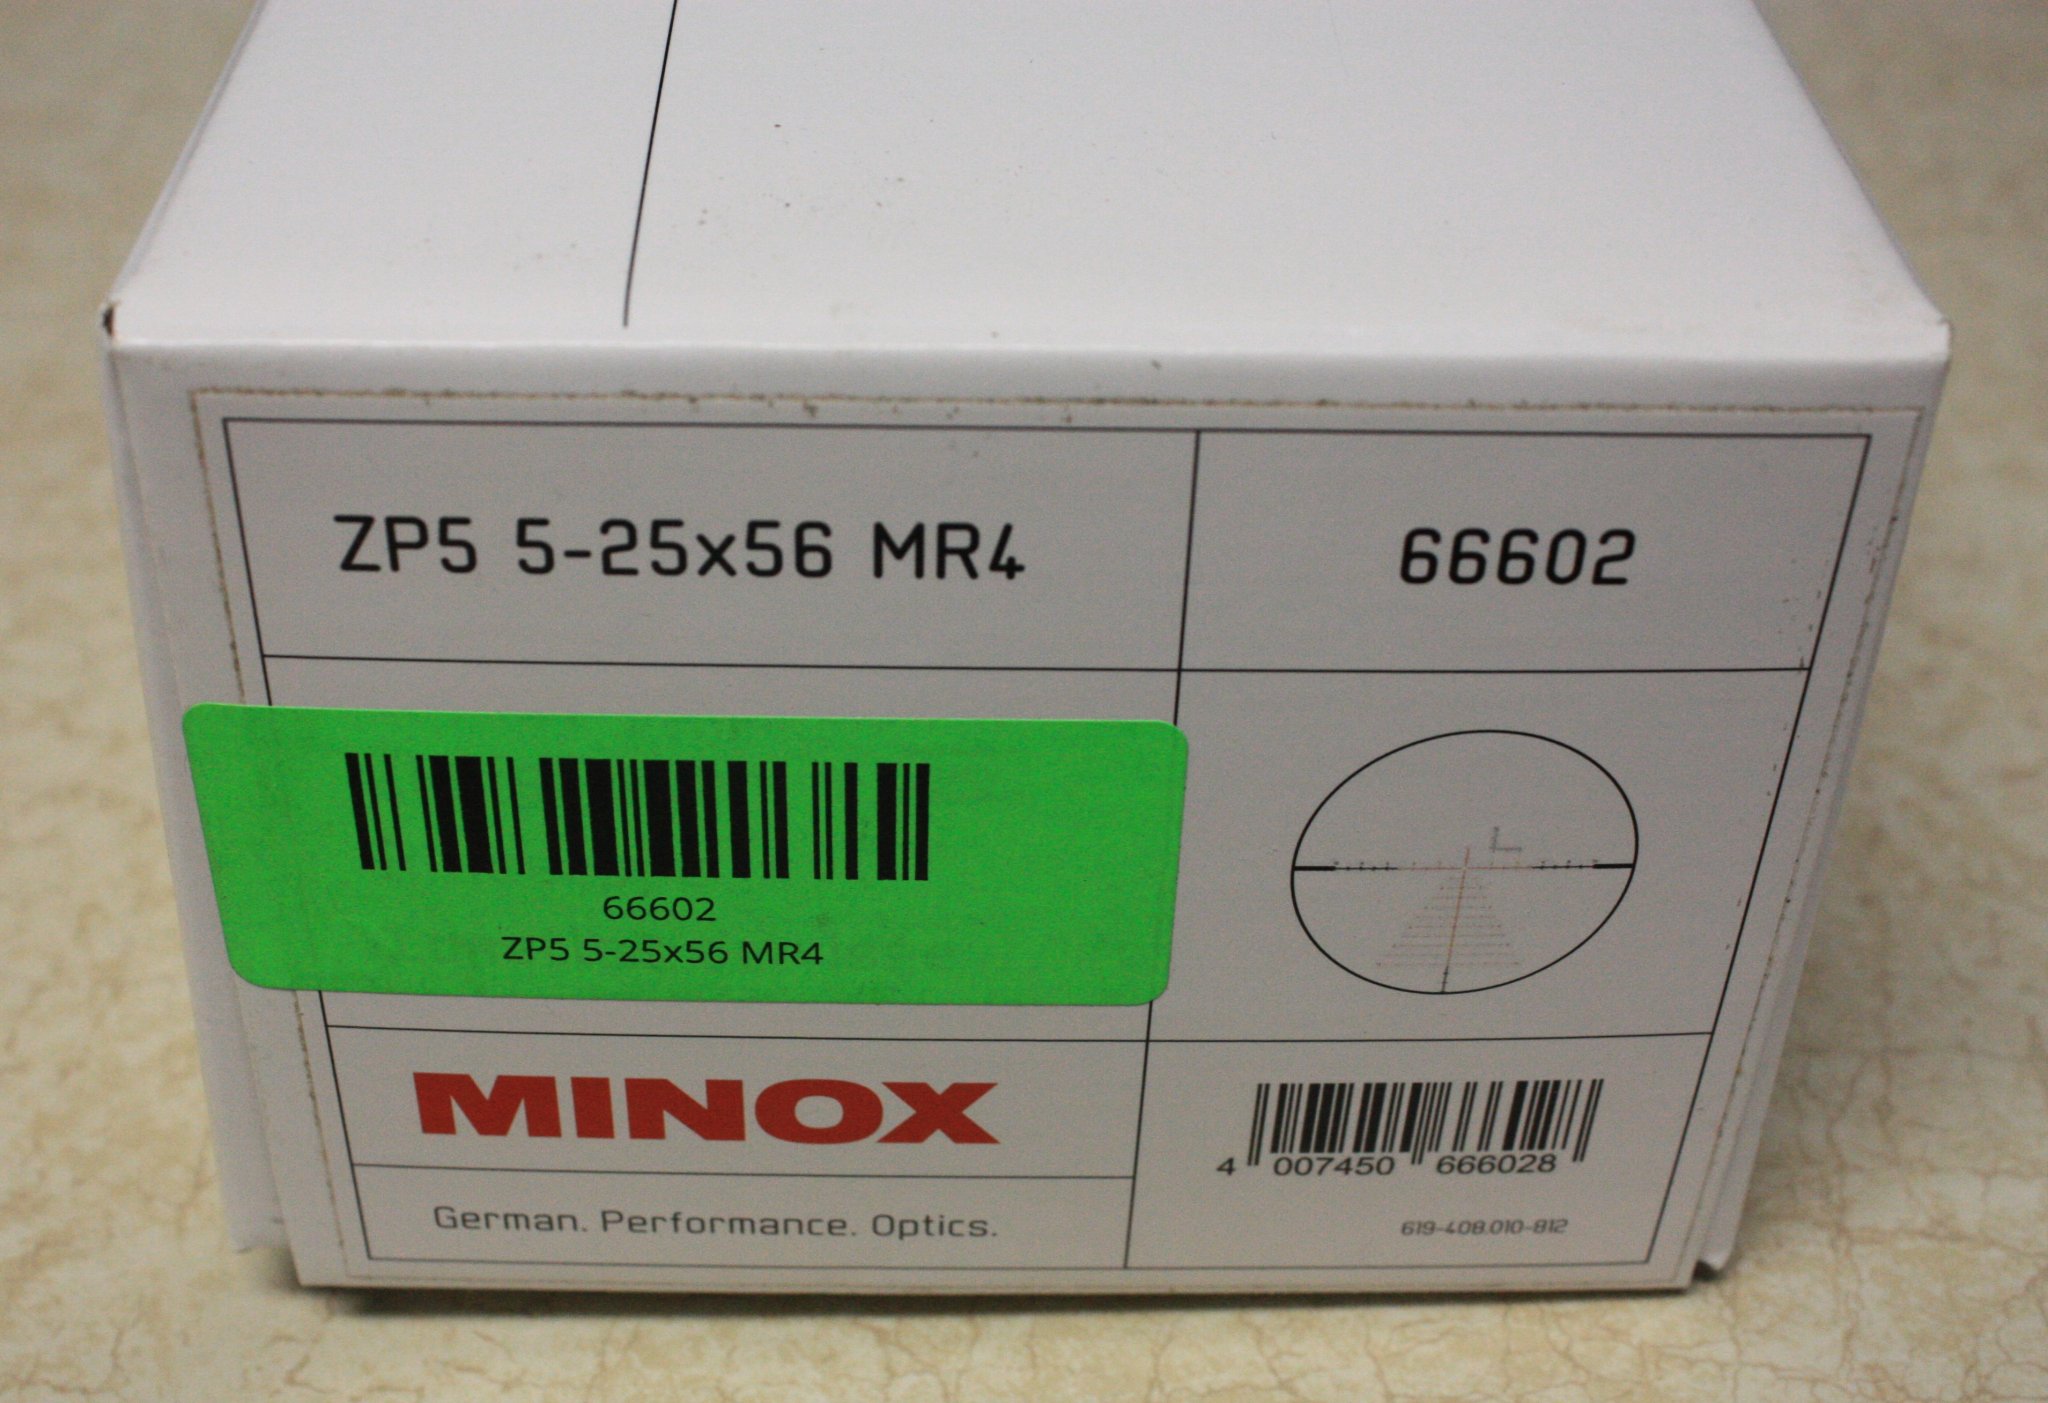 ZP5 5-25x56 MR4
66602
66602
ZP5 5-25x56 MR4
MINOX
German. Performance. Optics.
4 007450 666028
619-408.010-812